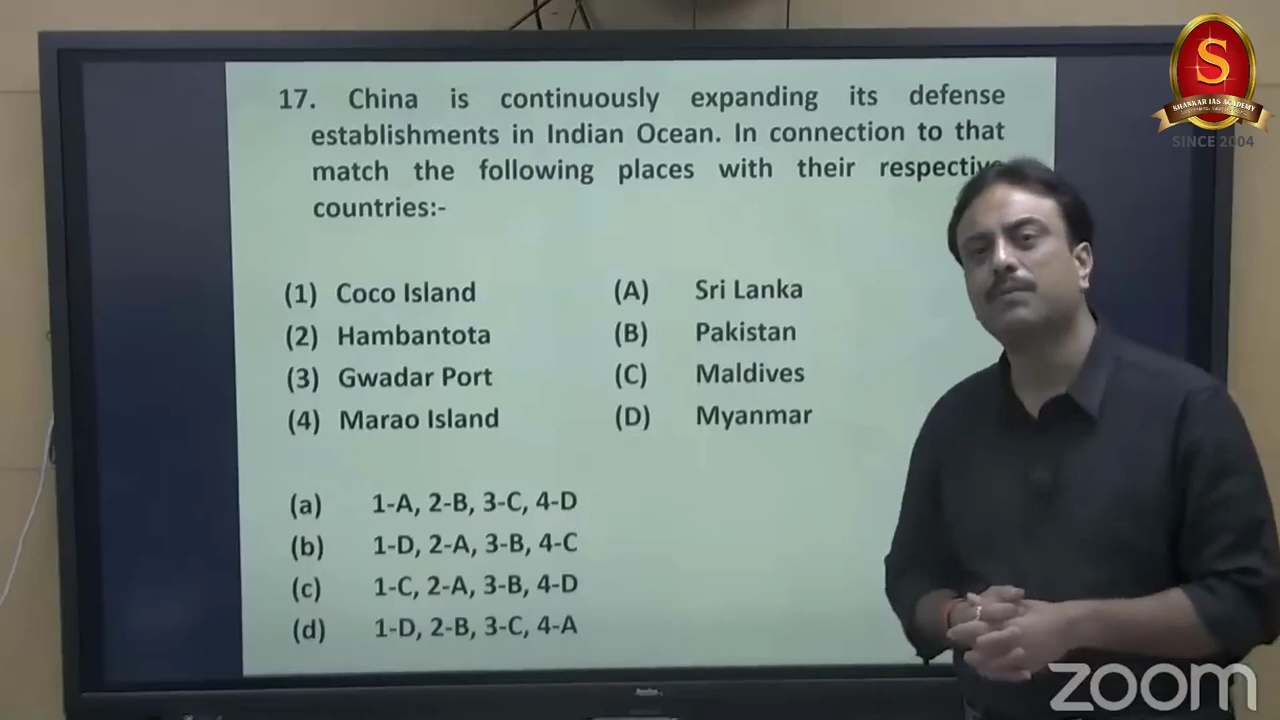 S
SHANKAR IAS ACADEMY
SINCE 2004
17. China is continuously expanding its defense
establishments in Indian Ocean. In connection to that
match the following places with their respective
countries:-
(1) Coco Island (A) Sri Lanka
(2) Hambantota (B) Pakistan
(3) Gwadar Port (C) Maldives
(4) Marao Island (D) Myanmar
(a) 1-A, 2-B, 3-C, 4-D
(b) 1-D, 2-A, 3-B, 4-C
(c) 1-C, 2-A, 3-B, 4-D
(d) 1-D, 2-B, 3-C, 4-A
zoom